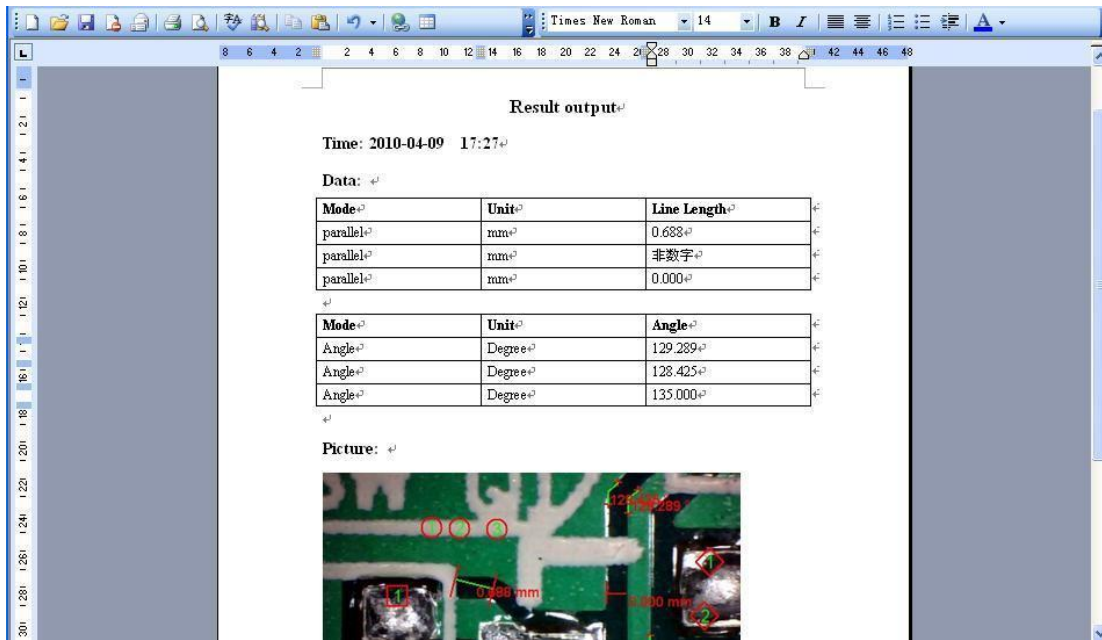 Times New Roman 14 B I A
8 6 4 2 2 4 6 8 10 12 14 16 18 20 22 24 26 28 30 32 34 36 38 42 44 46 48
Result output
Time: 2010-04-09 17:27
Data:
Mode Unit Line Length
parallel mm 0.688
parallel mm 非数字
parallel mm 0.000
Mode Unit Angle
Angle Degree 129.289
Angle Degree 128.425
Angle Degree 135.000
Picture:
1 2 3
1
1 0.688 mm 0.000 mm
2